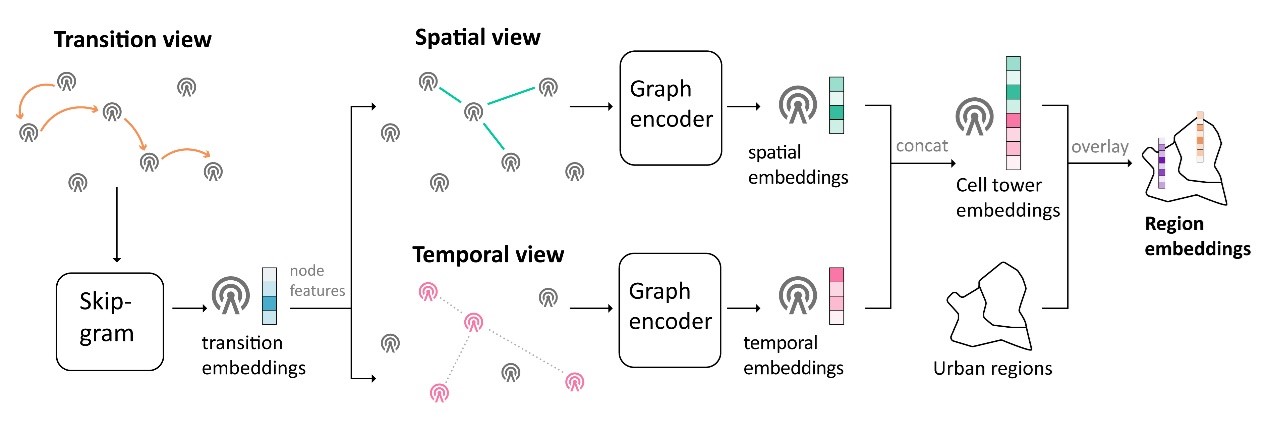 Transition view
Skip-
gram
transition
embeddings
node
features
Spatial view
Graph
encoder
spatial
embeddings
Temporal view
Graph
encoder
temporal
embeddings
concat
Cell tower
embeddings
Urban regions
overlay
Region
embeddings